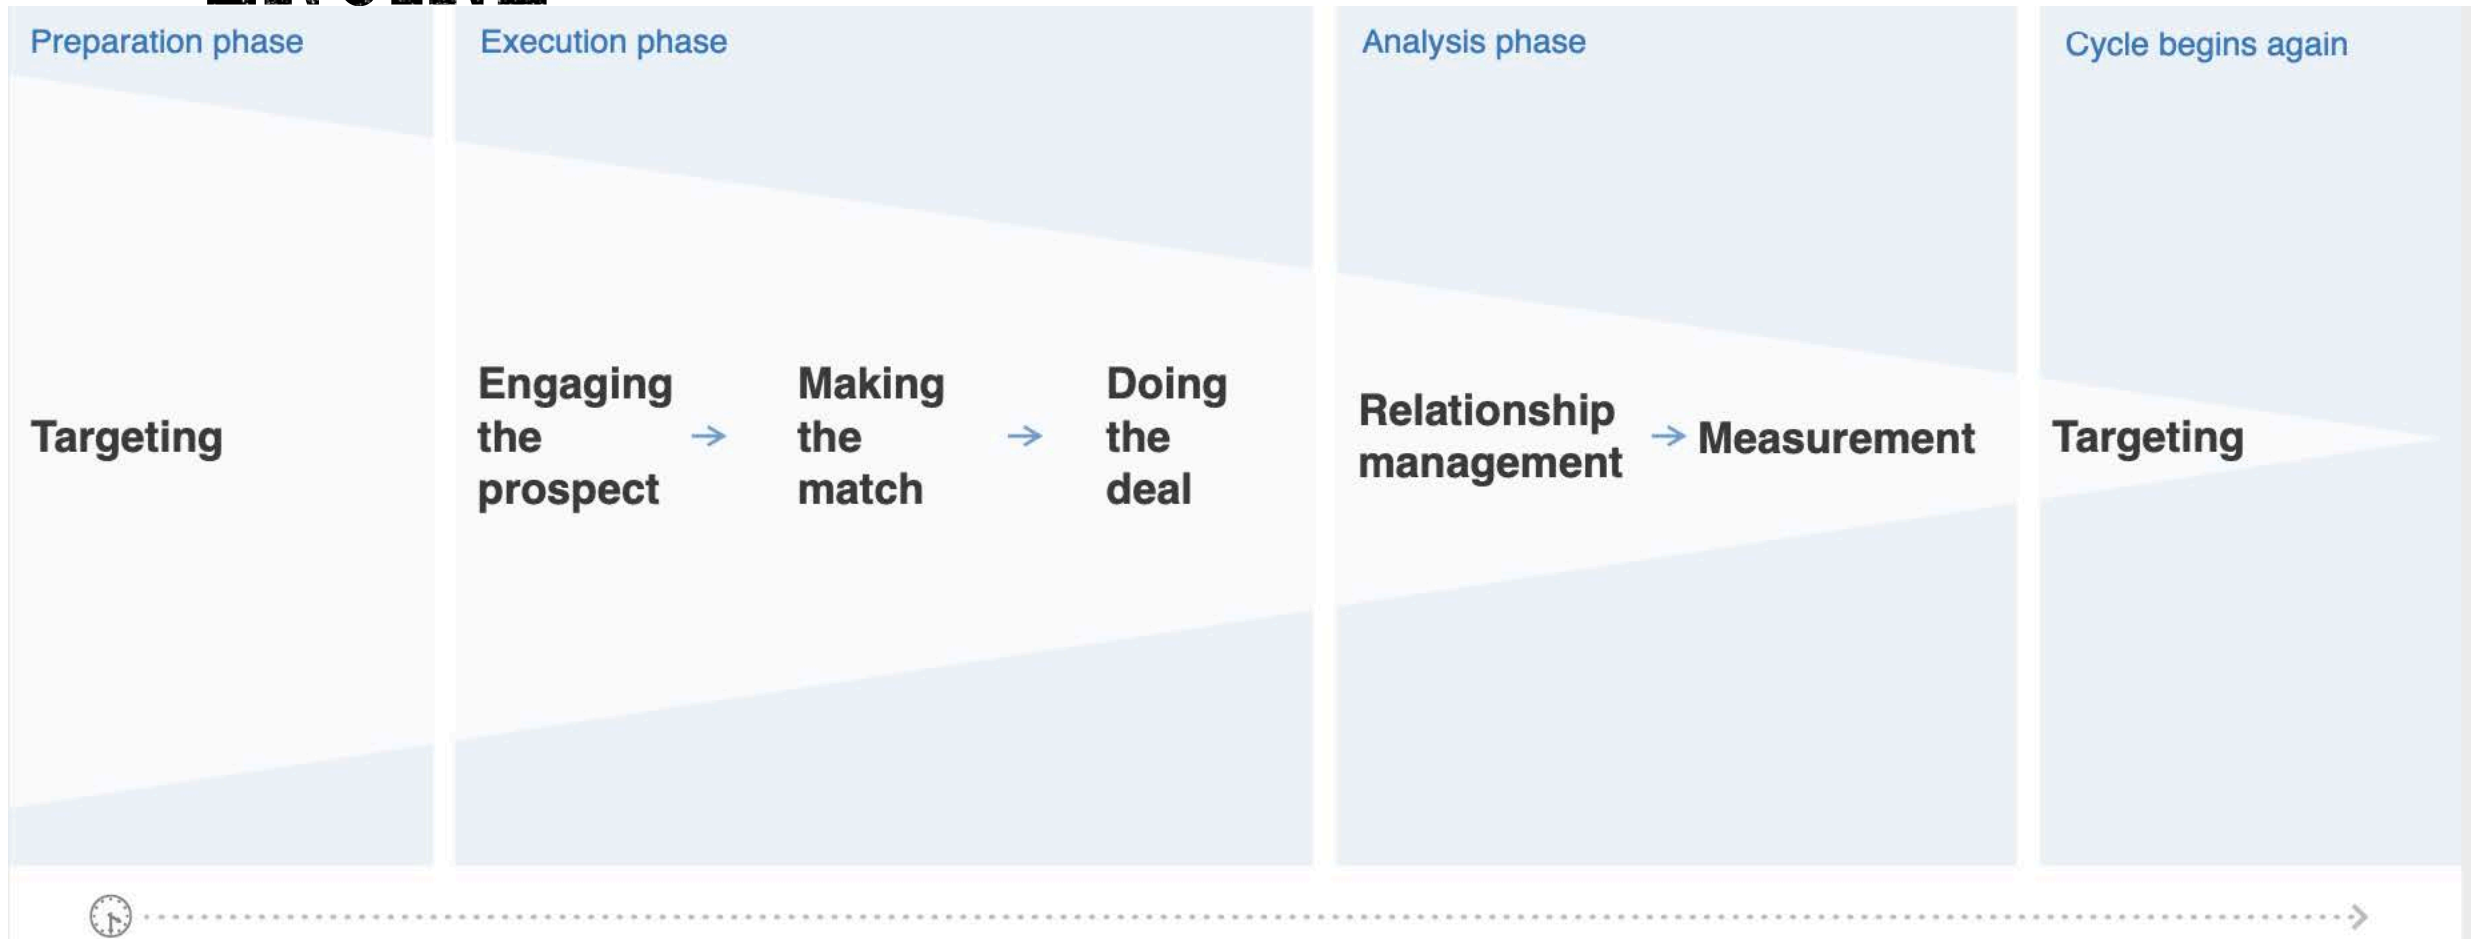 Preparation phase
Execution phase
Analysis phase
Cycle begins again
Targeting
Engaging
the
prospect
Making
the
match
Doing
the
deal
Relationship
management
Measurement
Targeting